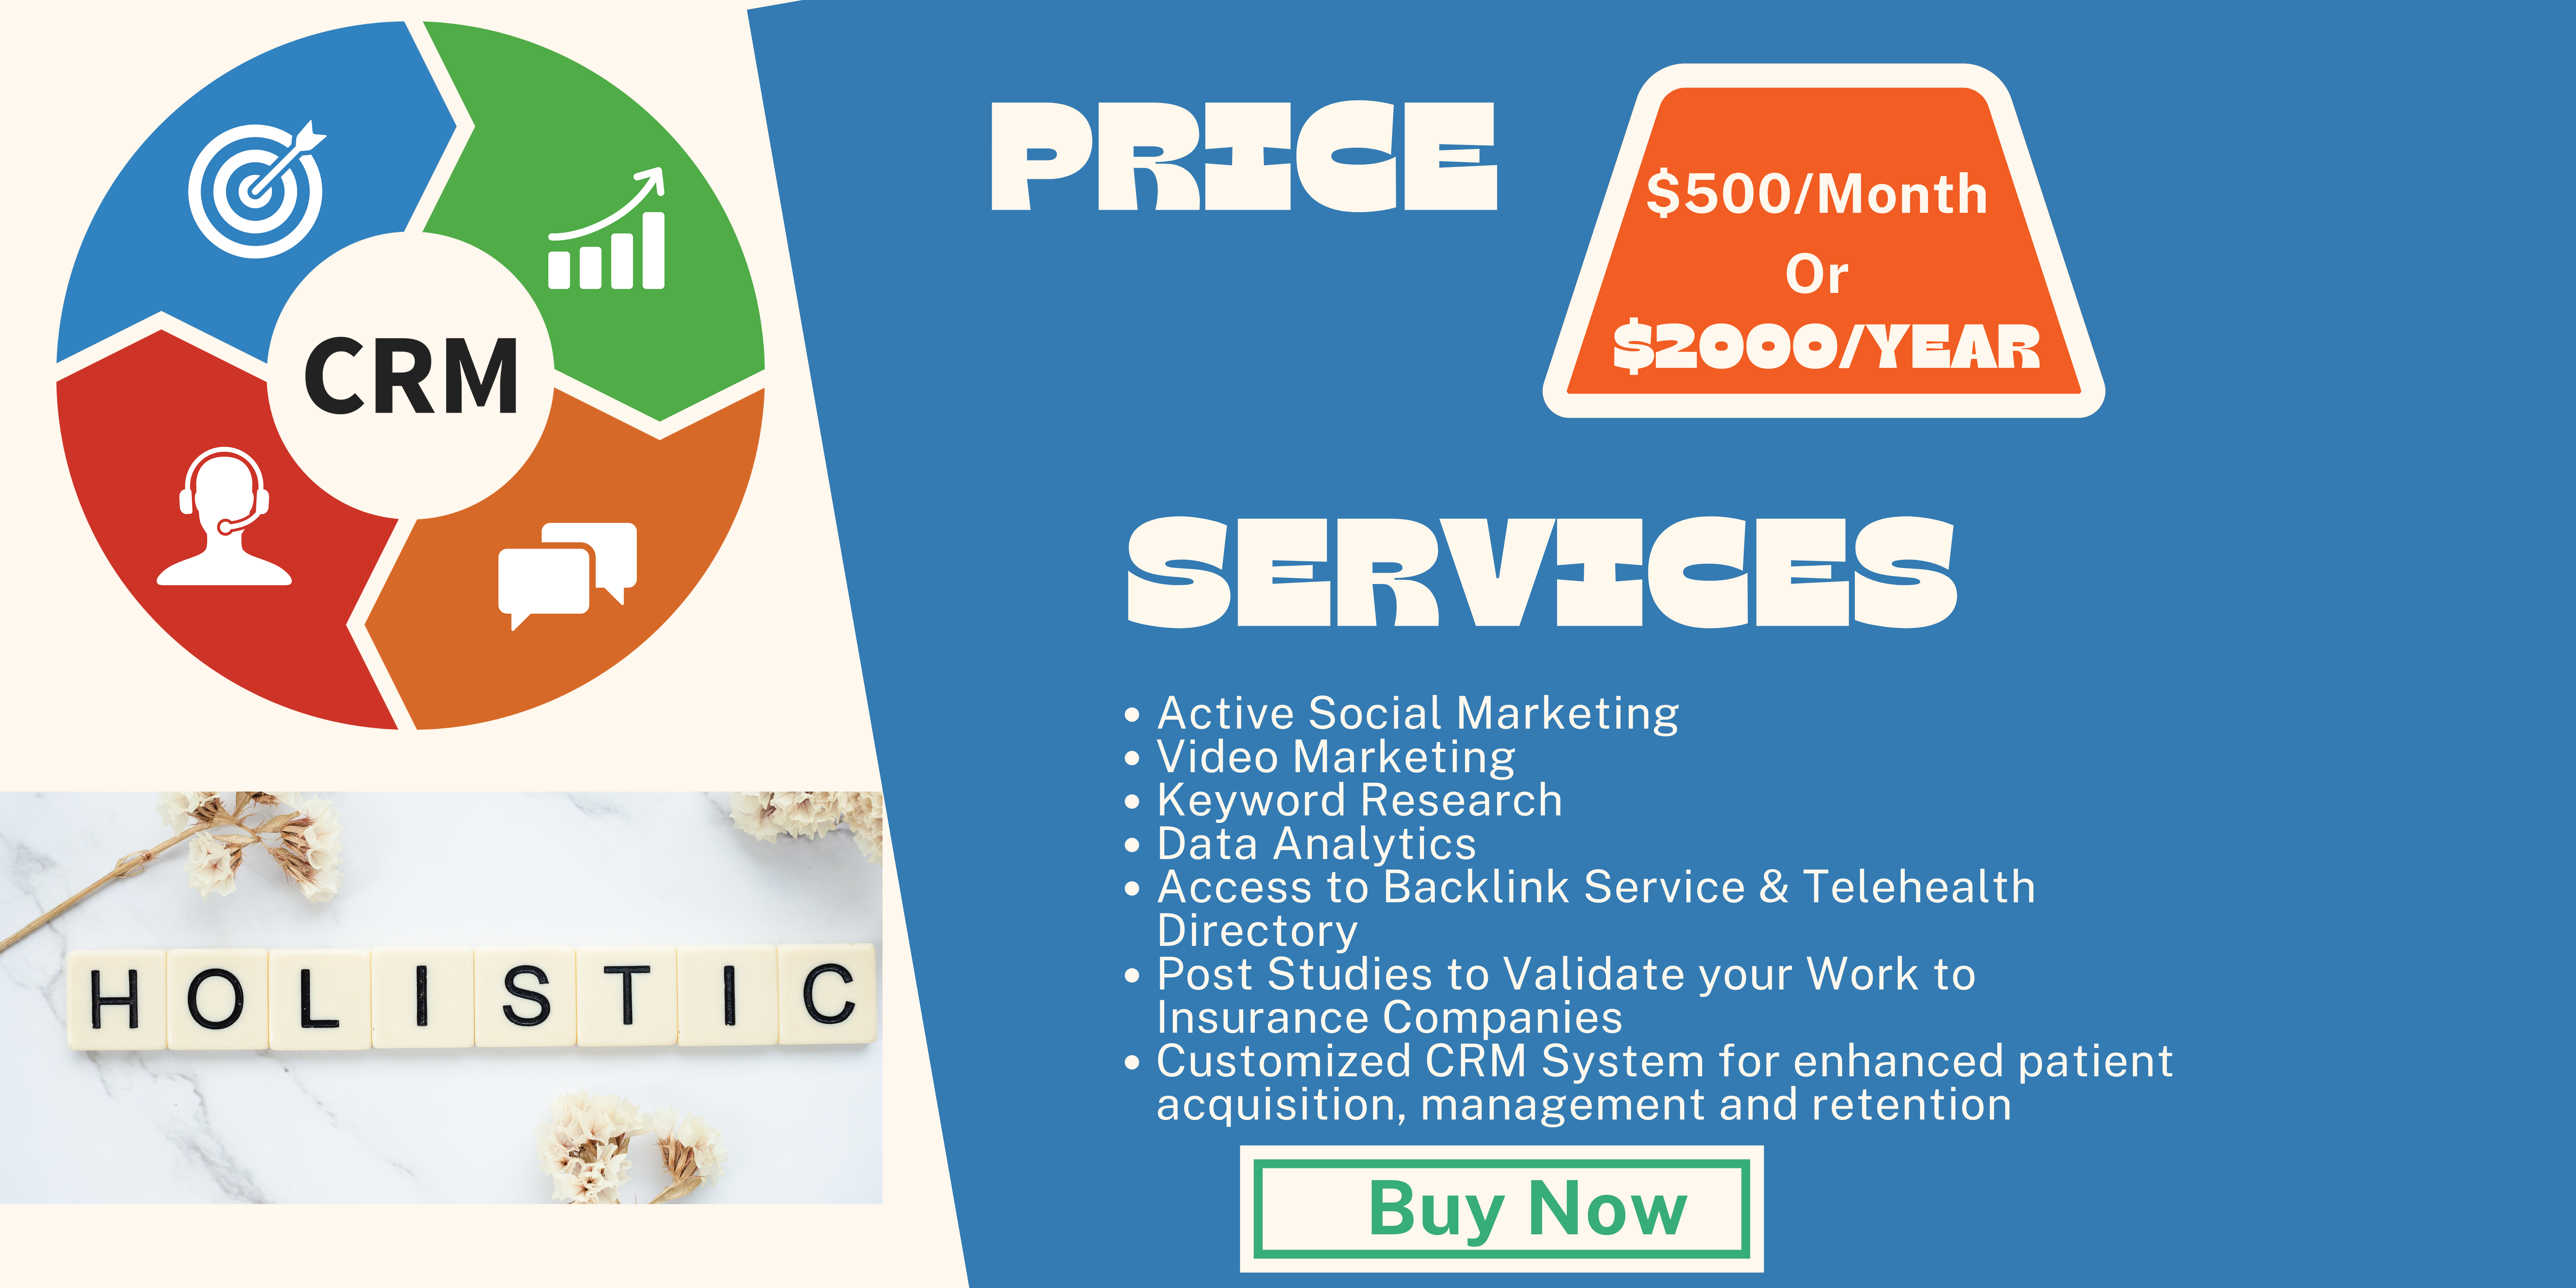 CRM
HOLISTIC
PRICE
$500/Month
Or
$2000/YEAR
SERVICES
• Active Social Marketing
• Video Marketing
• Keyword Research
• Data Analytics
• Access to Backlink Service & Telehealth
Directory
• Post Studies to Validate your Work to
Insurance Companies
• Customized CRM System for enhanced patient
acquisition, management and retention
Buy Now